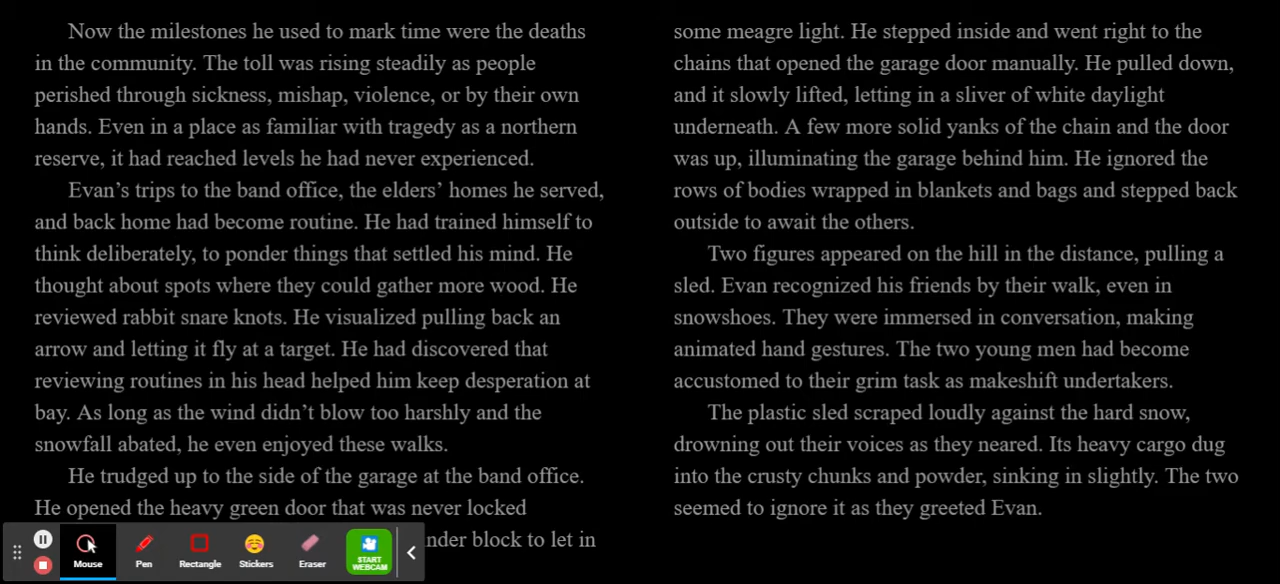 Now the milestones he used to mark time were the deaths
in the community. The toll was rising steadily as people
perished through sickness, mishap, violence, or by their own
hands. Even in a place as familiar with tragedy as a northern
reserve, it had reached levels he had never experienced.
Evan’s trips to the band office, the elders’ homes he served,
and back home had become routine. He had trained himself to
think deliberately, to ponder things that settled his mind. He
thought about spots where they could gather more wood. He
reviewed rabbit snare knots. He visualized pulling back an
arrow and letting it fly at a target. He had discovered that
reviewing routines in his head helped him keep desperation at
bay. As long as the wind didn’t blow too harshly and the
snowfall abated, he even enjoyed these walks.
He trudged up to the side of the garage at the band office.
He opened the heavy green door that was never locked
nder block to let in
some meagre light. He stepped inside and went right to the
chains that opened the garage door manually. He pulled down,
and it slowly lifted, letting in a sliver of white daylight
underneath. A few more solid yanks of the chain and the door
was up, illuminating the garage behind him. He ignored the
rows of bodies wrapped in blankets and bags and stepped back
outside to await the others.
Two figures appeared on the hill in the distance, pulling a
sled. Evan recognized his friends by their walk, even in
snowshoes. They were immersed in conversation, making
animated hand gestures. The two young men had become
accustomed to their grim task as makeshift undertakers.
The plastic sled scraped loudly against the hard snow,
drowning out their voices as they neared. Its heavy cargo dug
into the crusty chunks and powder, sinking in slightly. The two
seemed to ignore it as they greeted Evan.
Mouse Pen Rectangle Stickers Eraser START WEBCAM